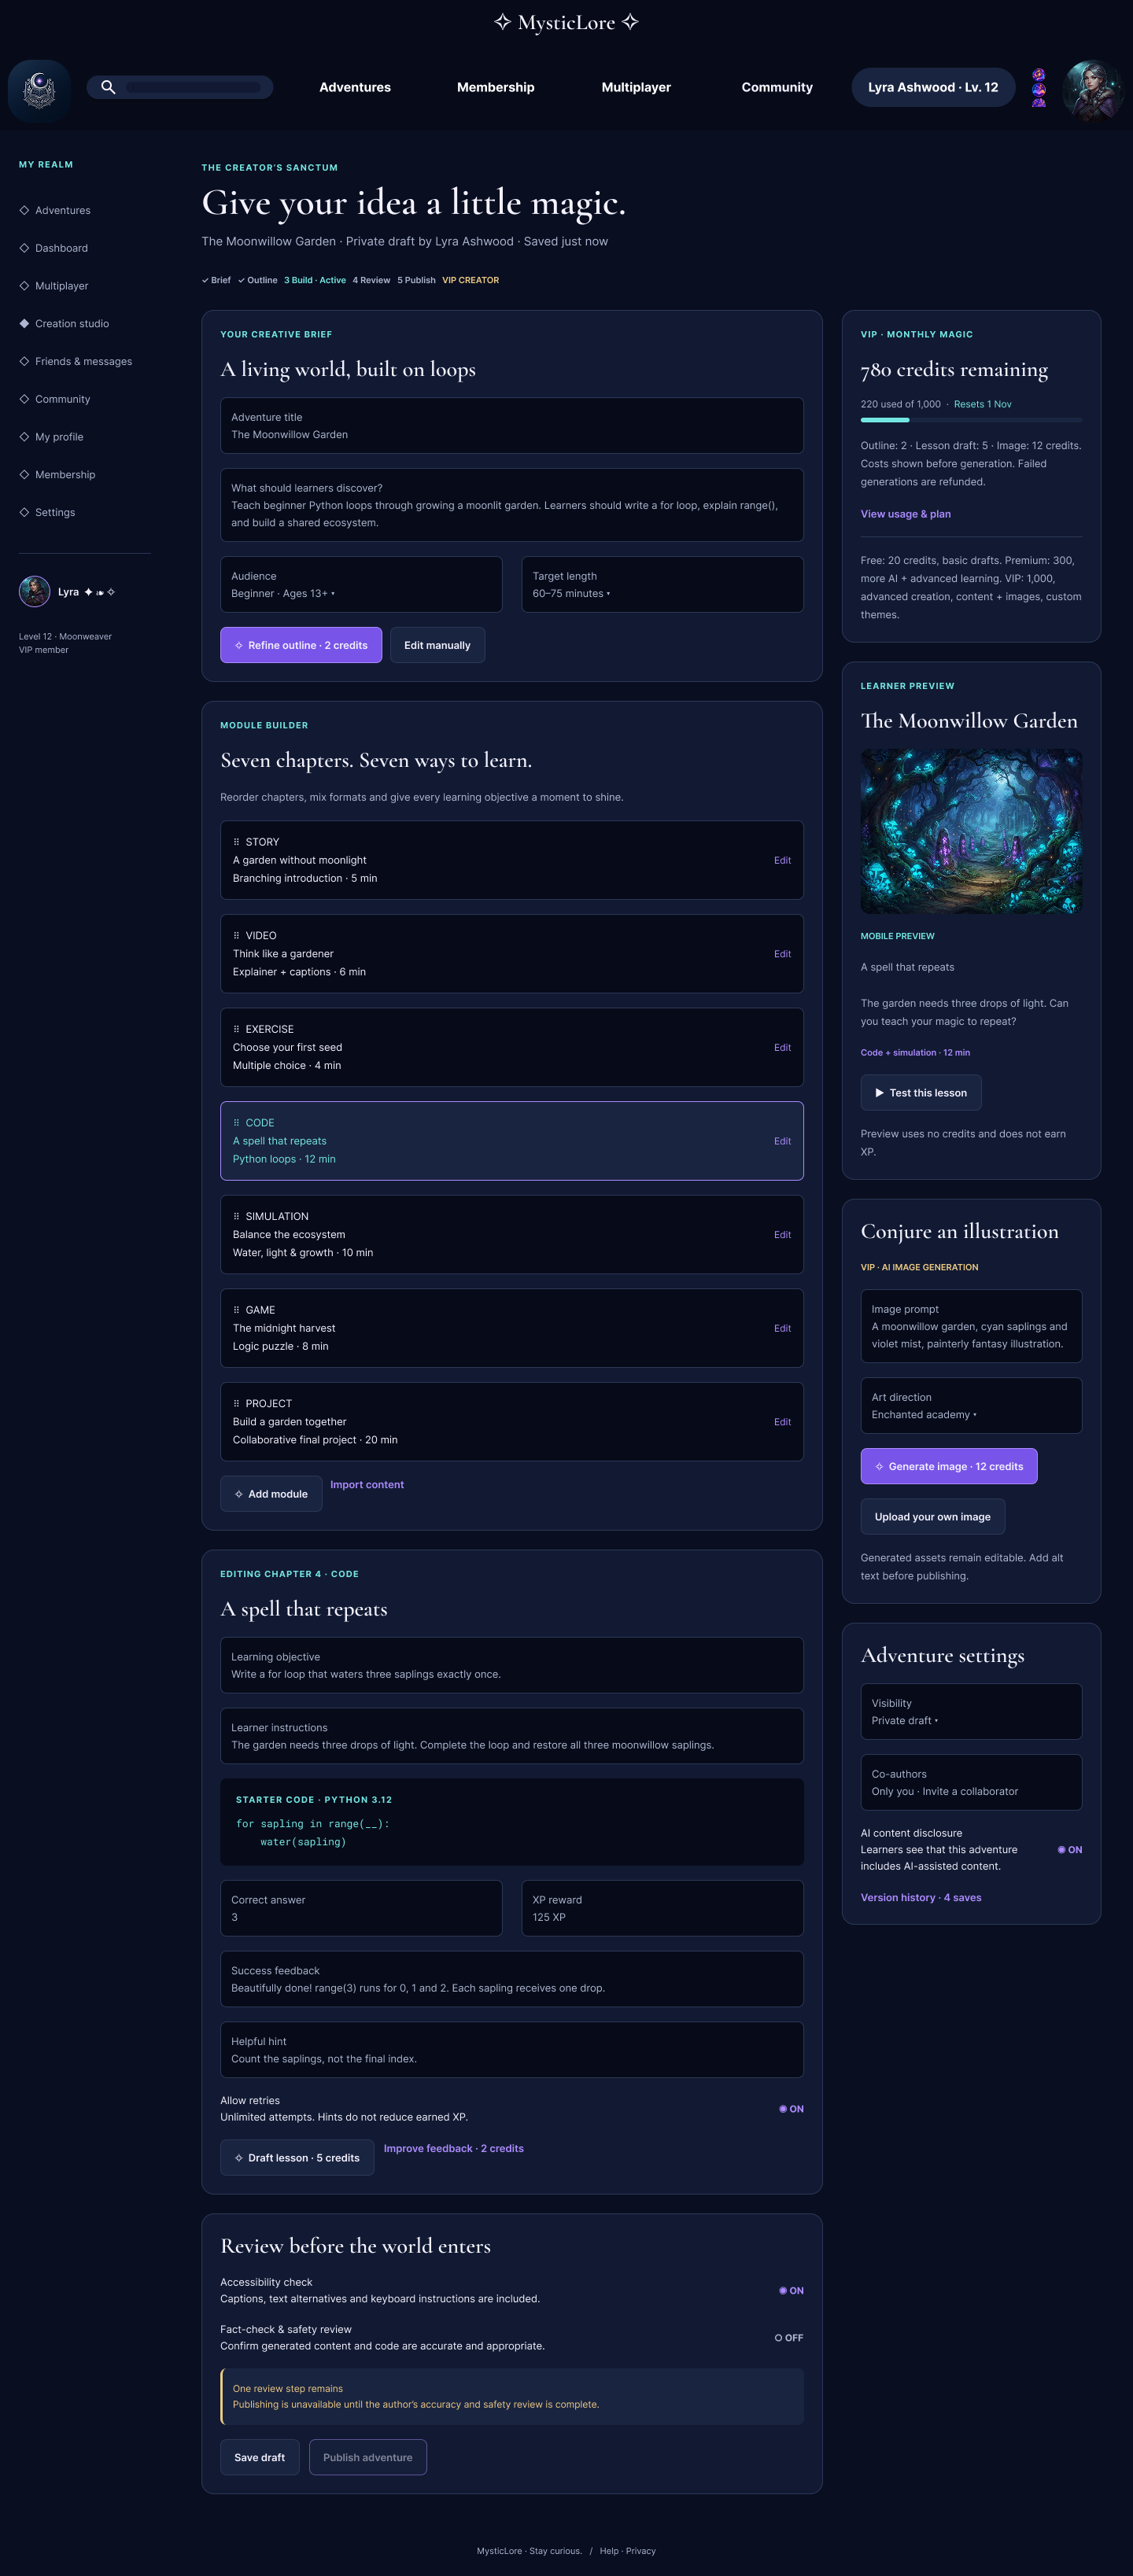 ✧ MysticLore ✧
Adventures
Membership
Multiplayer
Community
Lyra Ashwood · Lv. 12
MY REALM
◇ Adventures
◇ Dashboard
◇ Multiplayer
◆ Creation studio
◇ Friends & messages
◇ Community
◇ My profile
◇ Membership
◇ Settings
Lyra ✦ ❧ ✧
Level 12 · Moonweaver
VIP member
THE CREATOR'S SANCTUM
Give your idea a little magic.
The Moonwillow Garden · Private draft by Lyra Ashwood · Saved just now
✓ Brief ✓ Outline 3 Build · Active 4 Review 5 Publish VIP CREATOR
YOUR CREATIVE BRIEF
A living world, built on loops
Adventure title
The Moonwillow Garden
What should learners discover?
Teach beginner Python loops through growing a moonlit garden. Learners should write a for loop, explain range(),
and build a shared ecosystem.
Audience
Beginner · Ages 13+ ▾
Target length
60–75 minutes ▾
✧ Refine outline · 2 credits
Edit manually
MODULE BUILDER
Seven chapters. Seven ways to learn.
Reorder chapters, mix formats and give every learning objective a moment to shine.
⠿ STORY
A garden without moonlight
Branching introduction · 5 min
Edit
⠿ VIDEO
Think like a gardener
Explainer + captions · 6 min
Edit
⠿ EXERCISE
Choose your first seed
Multiple choice · 4 min
Edit
⠿ CODE
A spell that repeats
Python loops · 12 min
Edit
⠿ SIMULATION
Balance the ecosystem
Water, light & growth · 10 min
Edit
⠿ GAME
The midnight harvest
Logic puzzle · 8 min
Edit
⠿ PROJECT
Build a garden together
Collaborative final project · 20 min
Edit
✧ Add module
Import content
EDITING CHAPTER 4 · CODE
A spell that repeats
Learning objective
Write a for loop that waters three saplings exactly once.
Learner instructions
The garden needs three drops of light. Complete the loop and restore all three moonwillow saplings.
STARTER CODE · PYTHON 3.12
for sapling in range(__):
    water(sapling)
Correct answer
3
XP reward
125 XP
Success feedback
Beautifully done! range(3) runs for 0, 1 and 2. Each sapling receives one drop.
Helpful hint
Count the saplings, not the final index.
Allow retries
Unlimited attempts. Hints do not reduce earned XP.
◉ ON
✧ Draft lesson · 5 credits
Improve feedback · 2 credits
Review before the world enters
Accessibility check
Captions, text alternatives and keyboard instructions are included.
◉ ON
Fact-check & safety review
Confirm generated content and code are accurate and appropriate.
○ OFF
One review step remains
Publishing is unavailable until the author's accuracy and safety review is complete.
Save draft
Publish adventure
VIP · MONTHLY MAGIC
780 credits remaining
220 used of 1,000 · Resets 1 Nov
Outline: 2 · Lesson draft: 5 · Image: 12 credits.
Costs shown before generation. Failed
generations are refunded.
View usage & plan
Free: 20 credits, basic drafts. Premium: 300,
more AI + advanced learning. VIP: 1,000,
advanced creation, content + images, custom
themes.
LEARNER PREVIEW
The Moonwillow Garden
MOBILE PREVIEW
A spell that repeats
The garden needs three drops of light. Can
you teach your magic to repeat?
Code + simulation · 12 min
▶ Test this lesson
Preview uses no credits and does not earn
XP.
Conjure an illustration
VIP · AI IMAGE GENERATION
Image prompt
A moonwillow garden, cyan saplings and
violet mist, painterly fantasy illustration.
Art direction
Enchanted academy ▾
✧ Generate image · 12 credits
Upload your own image
Generated assets remain editable. Add alt
text before publishing.
Adventure settings
Visibility
Private draft ▾
Co-authors
Only you · Invite a collaborator
AI content disclosure
Learners see that this adventure
includes AI-assisted content.
◉ ON
Version history · 4 saves
MysticLore · Stay curious. / Help · Privacy